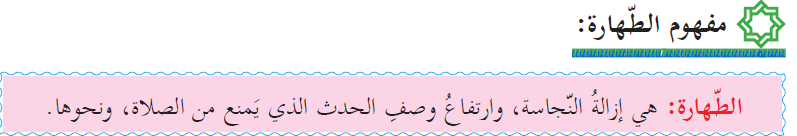 مفهوم الطّهارة:
الطّهارة: هي إزالةُ النّجاسة، وارتفاعُ وصفِ الحدث الذي يَمنع من الصلاة، ونحوها.